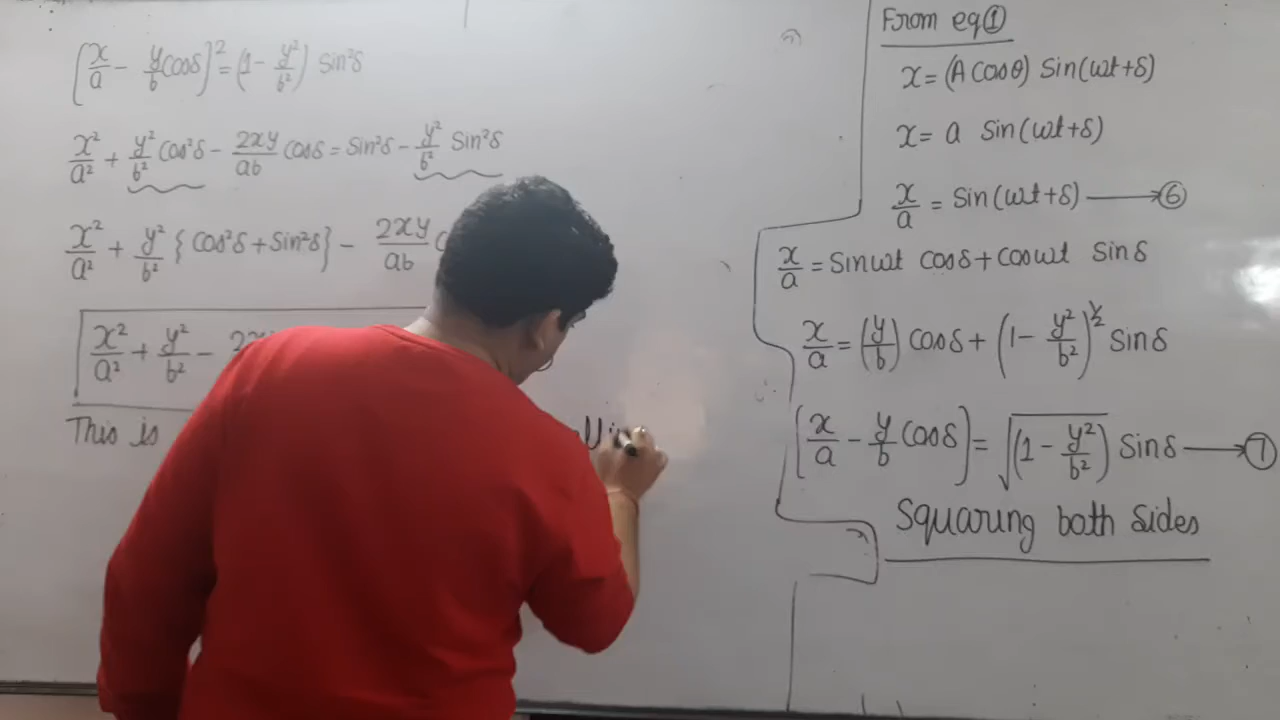 [x/a - y/b Cosδ]² = (1 - y²/b²) Sin²δ
x²/a² + y²/b² Cos²δ - 2xy/ab Cosδ = Sin²δ - y²/b² Sin²δ
x²/a² + y²/b² {Cos²δ + Sin²δ} - 2xy/ab
x²/a² + y²/b² -
This is
From eq ①
x = (A Cosθ) Sin(ωt+δ)
x = a Sin(ωt+δ)
x/a = Sin(ωt+δ) ⟶ ⑥
x/a = Sinωt Cosδ + Cosωt Sinδ
x/a = (y/b) Cosδ + (1 - y²/b²)^½ Sinδ
[x/a - y/b Cosδ] = √(1 - y²/b²) Sinδ ⟶ ⑦
Squaring both Sides